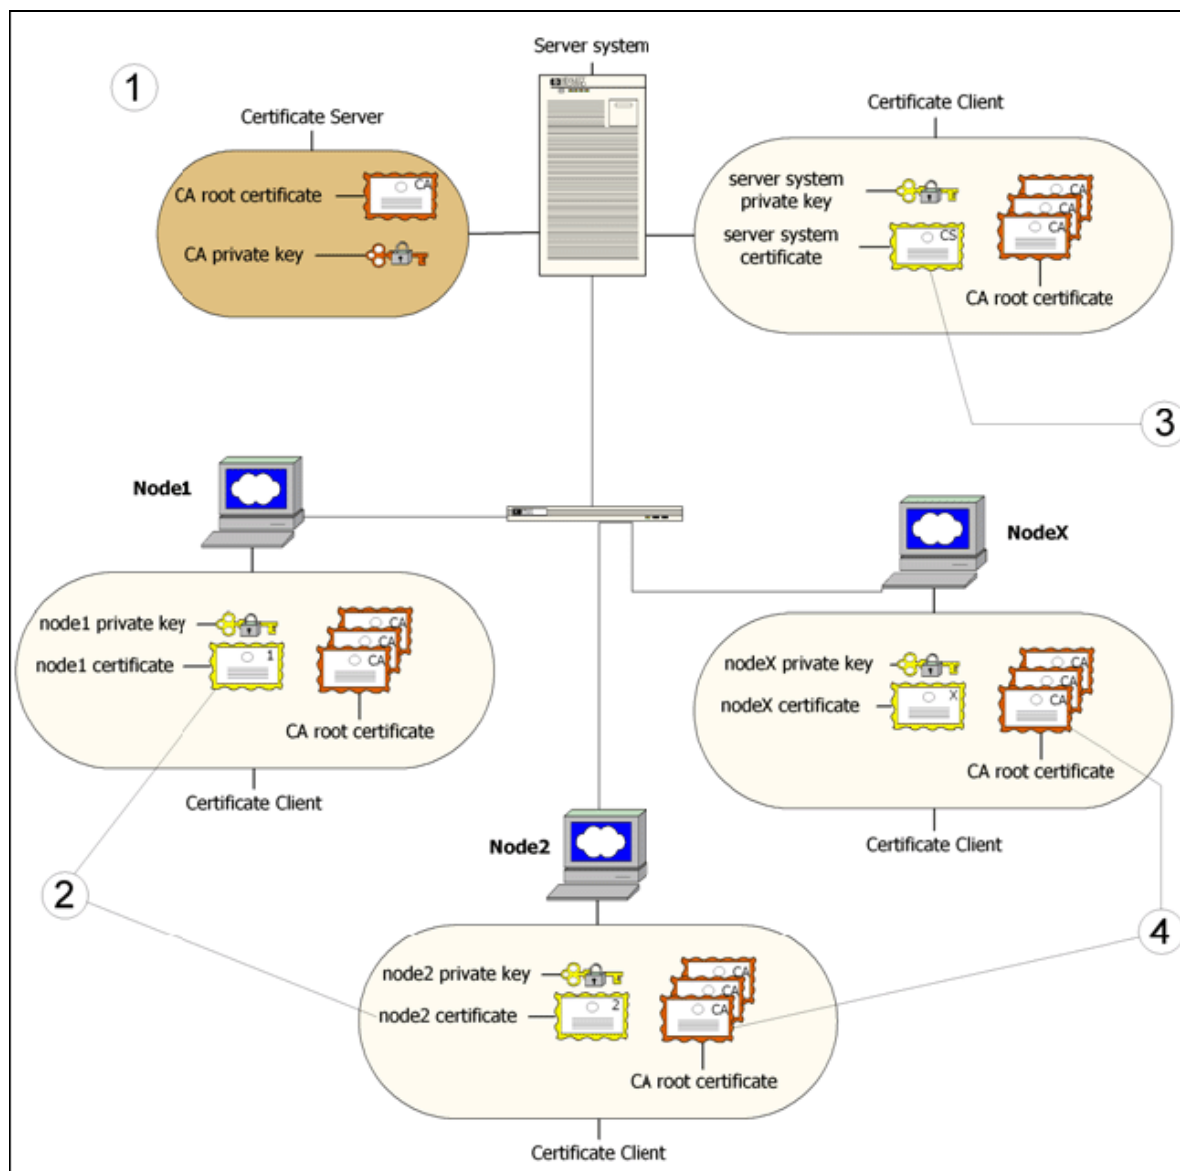 Server system
1
Certificate Server
CA root certificate
CA
CA private key
Certificate Client
server system
private key
server system
certificate
CS
CA
CA
CA
CA root certificate
3
Node1
NodeX
node1 private key
node1 certificate
1
CA
CA
CA
CA root certificate
Certificate Client
nodeX private key
nodeX certificate
X
CA
CA
CA
CA root certificate
Certificate Client
Node2
2
4
node2 private key
node2 certificate
2
CA
CA
CA
CA root certificate
Certificate Client